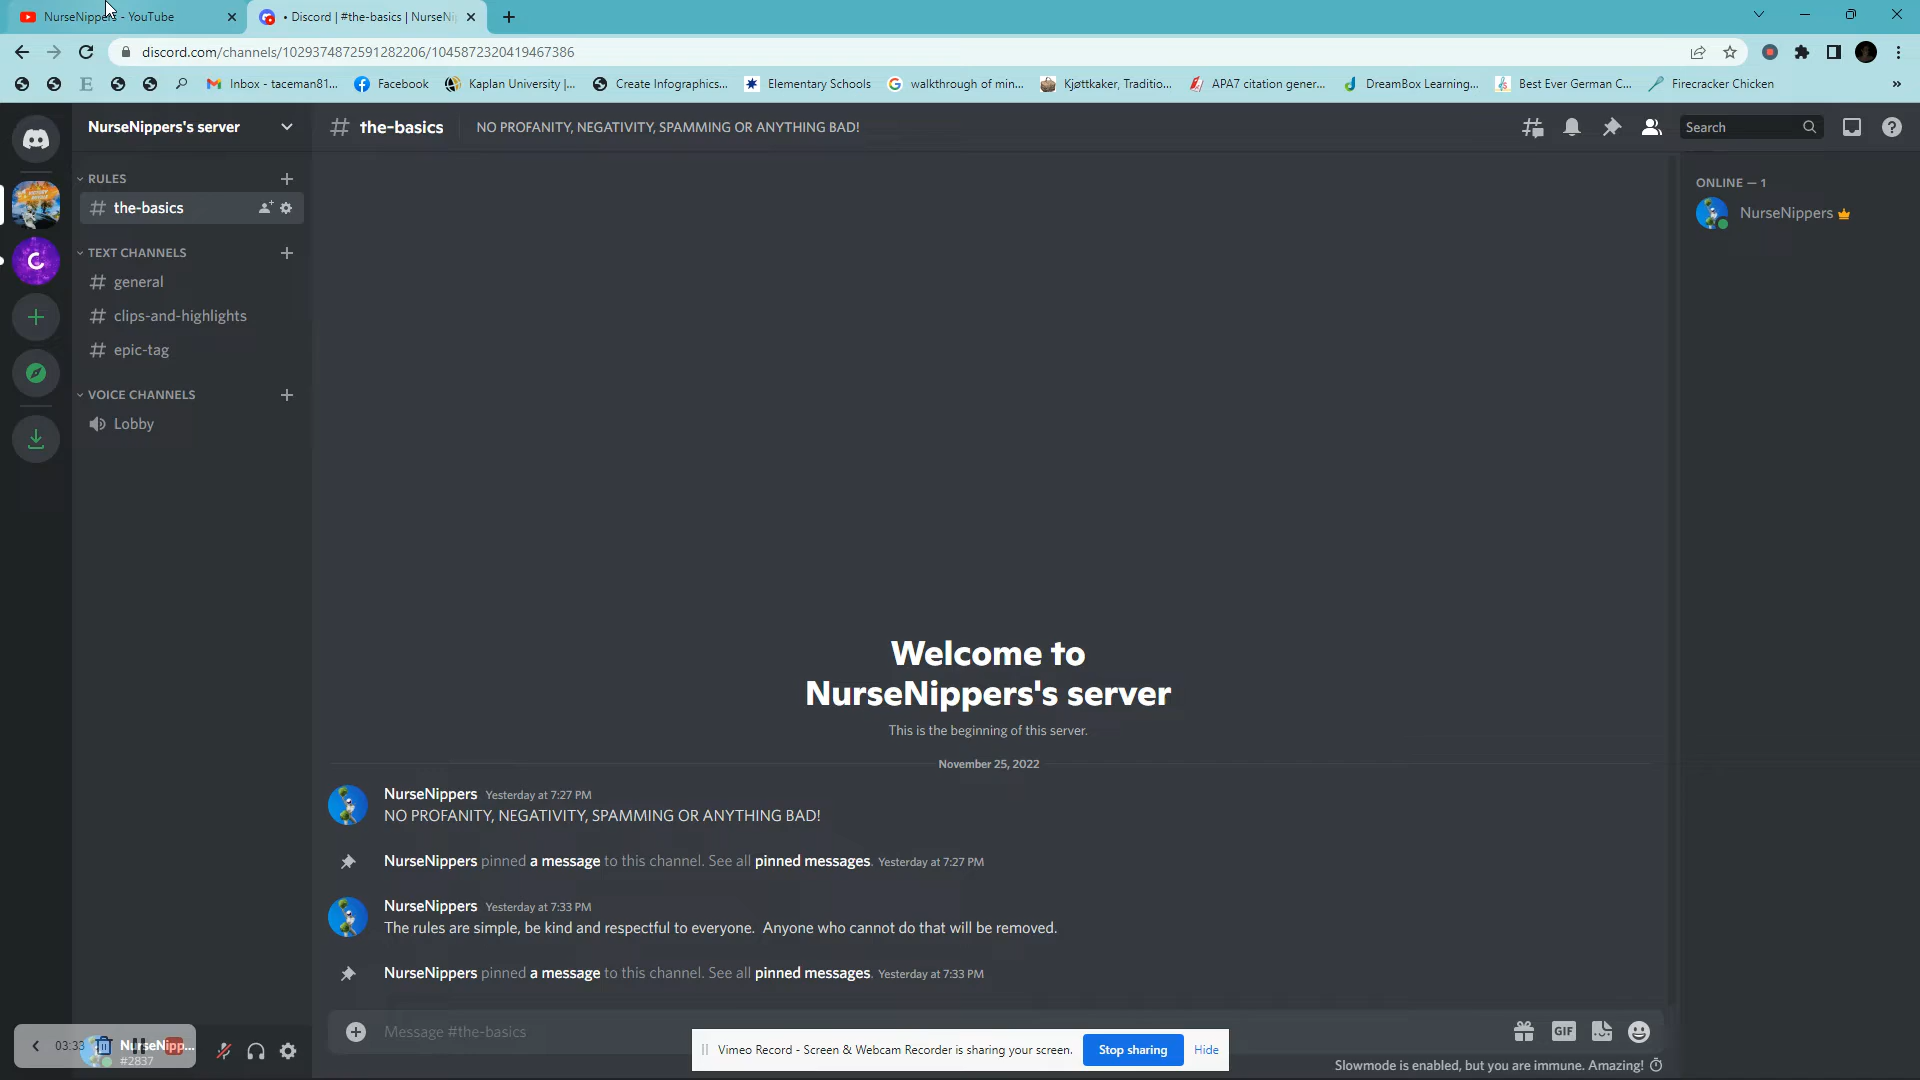 NurseNippers - YouTube
• Discord | #the-basics | NurseNi
discord.com/channels/1029374872591282206/1045872320419467386
Inbox - taceman81...
Facebook
Kaplan University |...
Create Infographics...
Elementary Schools
walkthrough of min...
Kjøttkaker, Traditio...
APA7 citation gener...
DreamBox Learning,...
Best Ever German C...
Firecracker Chicken
NurseNippers's server
the-basics
NO PROFANITY, NEGATIVITY, SPAMMING OR ANYTHING BAD!
Search
RULES
the-basics
TEXT CHANNELS
general
clips-and-highlights
epic-tag
VOICE CHANNELS
Lobby
ONLINE — 1
NurseNippers
Welcome to
NurseNippers's server
This is the beginning of this server.
November 25, 2022
NurseNippers Yesterday at 7:27 PM
NO PROFANITY, NEGATIVITY, SPAMMING OR ANYTHING BAD!
NurseNippers pinned a message to this channel. See all pinned messages. Yesterday at 7:27 PM
NurseNippers Yesterday at 7:33 PM
The rules are simple, be kind and respectful to everyone. Anyone who cannot do that will be removed.
NurseNippers pinned a message to this channel. See all pinned messages. Yesterday at 7:33 PM
Message #the-basics
GIF
03:33
NurseNipp...
#2837
Vimeo Record - Screen & Webcam Recorder is sharing your screen.
Stop sharing
Hide
Slowmode is enabled, but you are immune. Amazing!